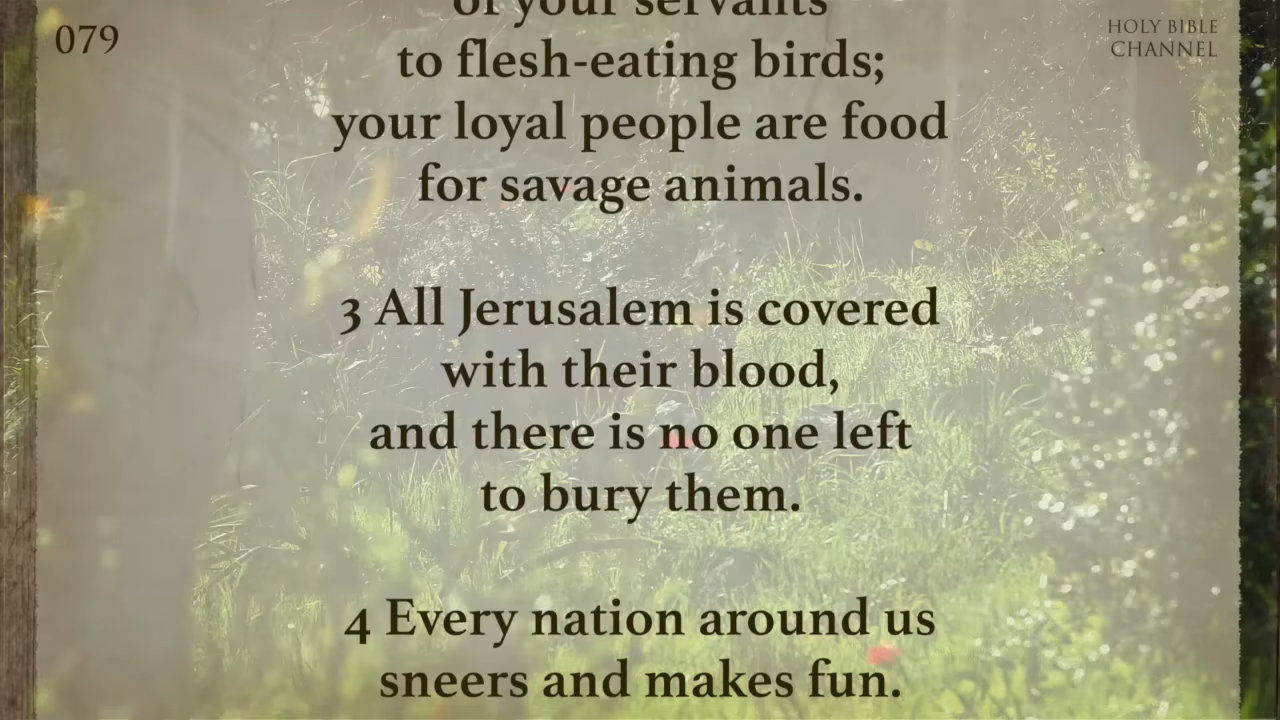 079
HOLY BIBLE
CHANNEL
of your servants
to flesh-eating birds;
your loyal people are food
for savage animals.
3 All Jerusalem is covered
with their blood,
and there is no one left
to bury them.
4 Every nation around us
sneers and makes fun.